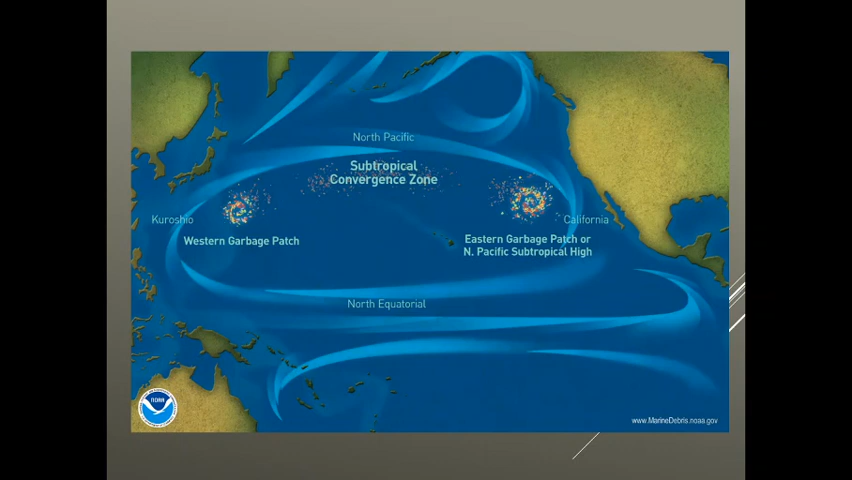 North Pacific
Subtropical
Convergence Zone
Kuroshio
California
Western Garbage Patch
Eastern Garbage Patch or
N. Pacific Subtropical High
North Equatorial
NOAA
www.MarineDebris.noaa.gov